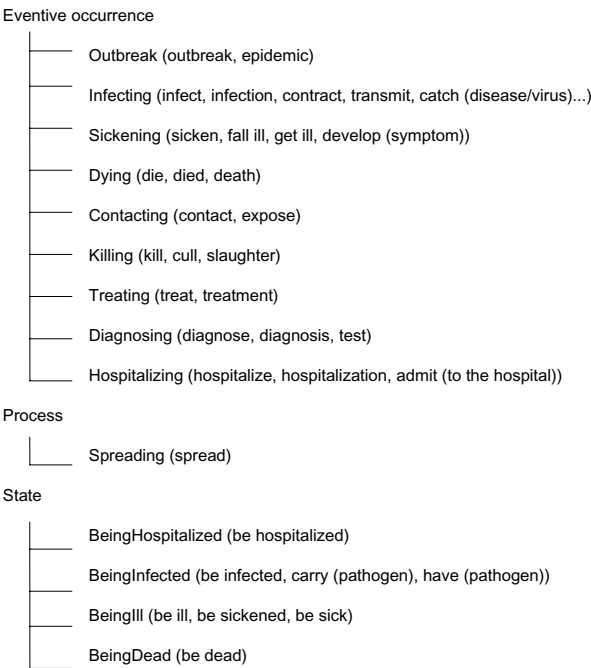 Eventive occurrence
Outbreak (outbreak, epidemic)
Infecting (infect, infection, contract, transmit, catch (disease/virus)...)
Sickening (sicken, fall ill, get ill, develop (symptom))
Dying (die, died, death)
Contacting (contact, expose)
Killing (kill, cull, slaughter)
Treating (treat, treatment)
Diagnosing (diagnose, diagnosis, test)
Hospitalizing (hospitalize, hospitalization, admit (to the hospital))
Process
Spreading (spread)
State
BeingHospitalized (be hospitalized)
BeingInfected (be infected, carry (pathogen), have (pathogen))
BeingIll (be ill, be sickened, be sick)
BeingDead (be dead)